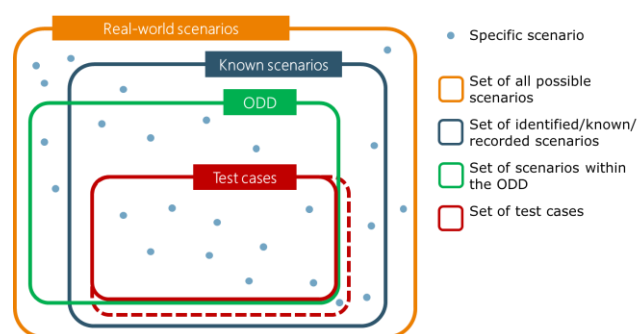 Real-world scenarios
Known scenarios
ODD
Test cases
Specific scenario
Set of all possible
scenarios
Set of identified/known/
recorded scenarios
Set of scenarios within
the ODD
Set of test cases